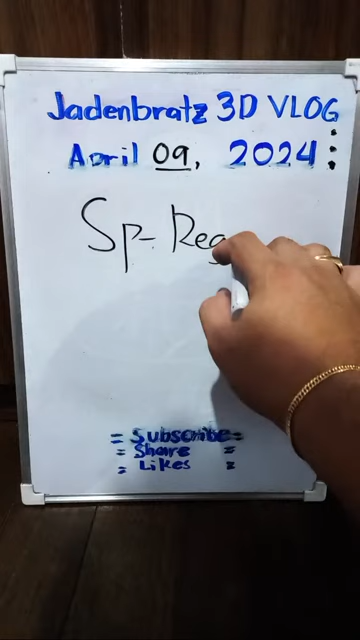 Jadenbratz 3D VLOG
April 09, 2024 :
Sp- Reg
= Subscribe =
= Share =
= Likes =